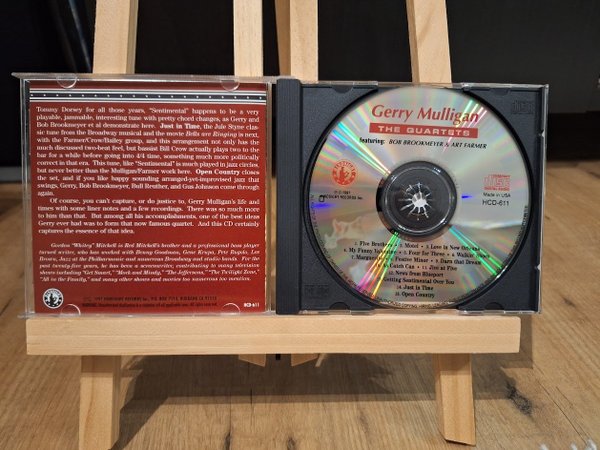 Tommy Dorsey for all those years, "Sentimental" happens to be a very
playable, jammable, interesting tune with pretty chord changes, as Gerry and
Bob Brookmeyer et al demonstrate here. Just in Time, the Jule Styne clas-
sic tune from the Broadway musical and the movie Bells are Ringing is next,
with the Farmer/Crow/Bailey group, and this arrangement not only has the
much discussed two-beat feel, but bassist Bill Crow actually plays two to the
bar for a while before going into 4/4 time, something much more politically
correct in that era. This tune, like "Sentimental" is much played in jazz circles,
but never better than the Mulligan/Farmer work here. Open Country closes
the set, and if you like happy sounding arranged-yet-improvised jazz that
swings, Gerry, Bob Brookmeyer, Bull Reuther, and Gus Johnson come through
again.
Of course, you can't capture, or do justice to, Gerry Mulligan's life and
times with some liner notes and a few recordings. There was so much more
to him than that. But among all his accomplishments, one of the best ideas
Gerry ever had was to form that now famous quartet. And this CD certainly
captures the essence of that idea.
Gordon "Whitey" Mitchell is Red Mitchell's brother and a professional bass player
turned writer, who has worked with Benny Goodman, Gene Krupa, Pete Rugolo, Les
Brown, Jazz at the Philharmonic and numerous Broadway and studio bands. For the
past twenty-five years, he has been a screenwriter, contributing to many television
shows including "Get Smart," "Mork and Mindy," "The Jeffersons," "The Twilight Zone,"
"All in the Family," and many other shows and movies too numerous to mention.
HCD-611
Gerry Mulligan
THE QUARTETS
featuring: BOB BROOKMEYER & ART FARMER
Made in USA
HCD-611
1. Five Brothers 2. Motel 3. Love in New Orleans
My Funny Valentine 5. Four for Three 6. Walkin' Shoes
Festive Minor 9. Darn that Dream
Catch Can 11. Jive at Five
News from Blueport
Getting Sentimental Over You
Just in Time
Open Country